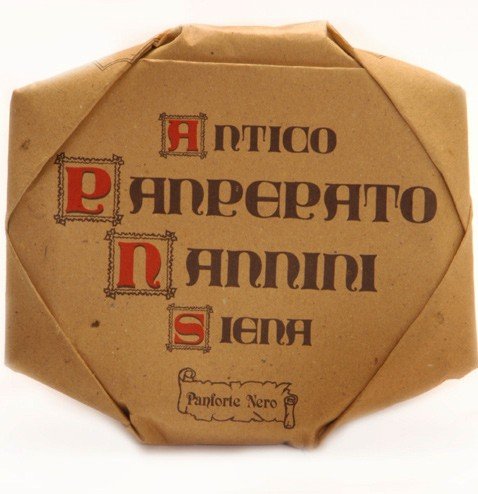 Antico
Panpepato
Nannini
Siena
Panforte Nero